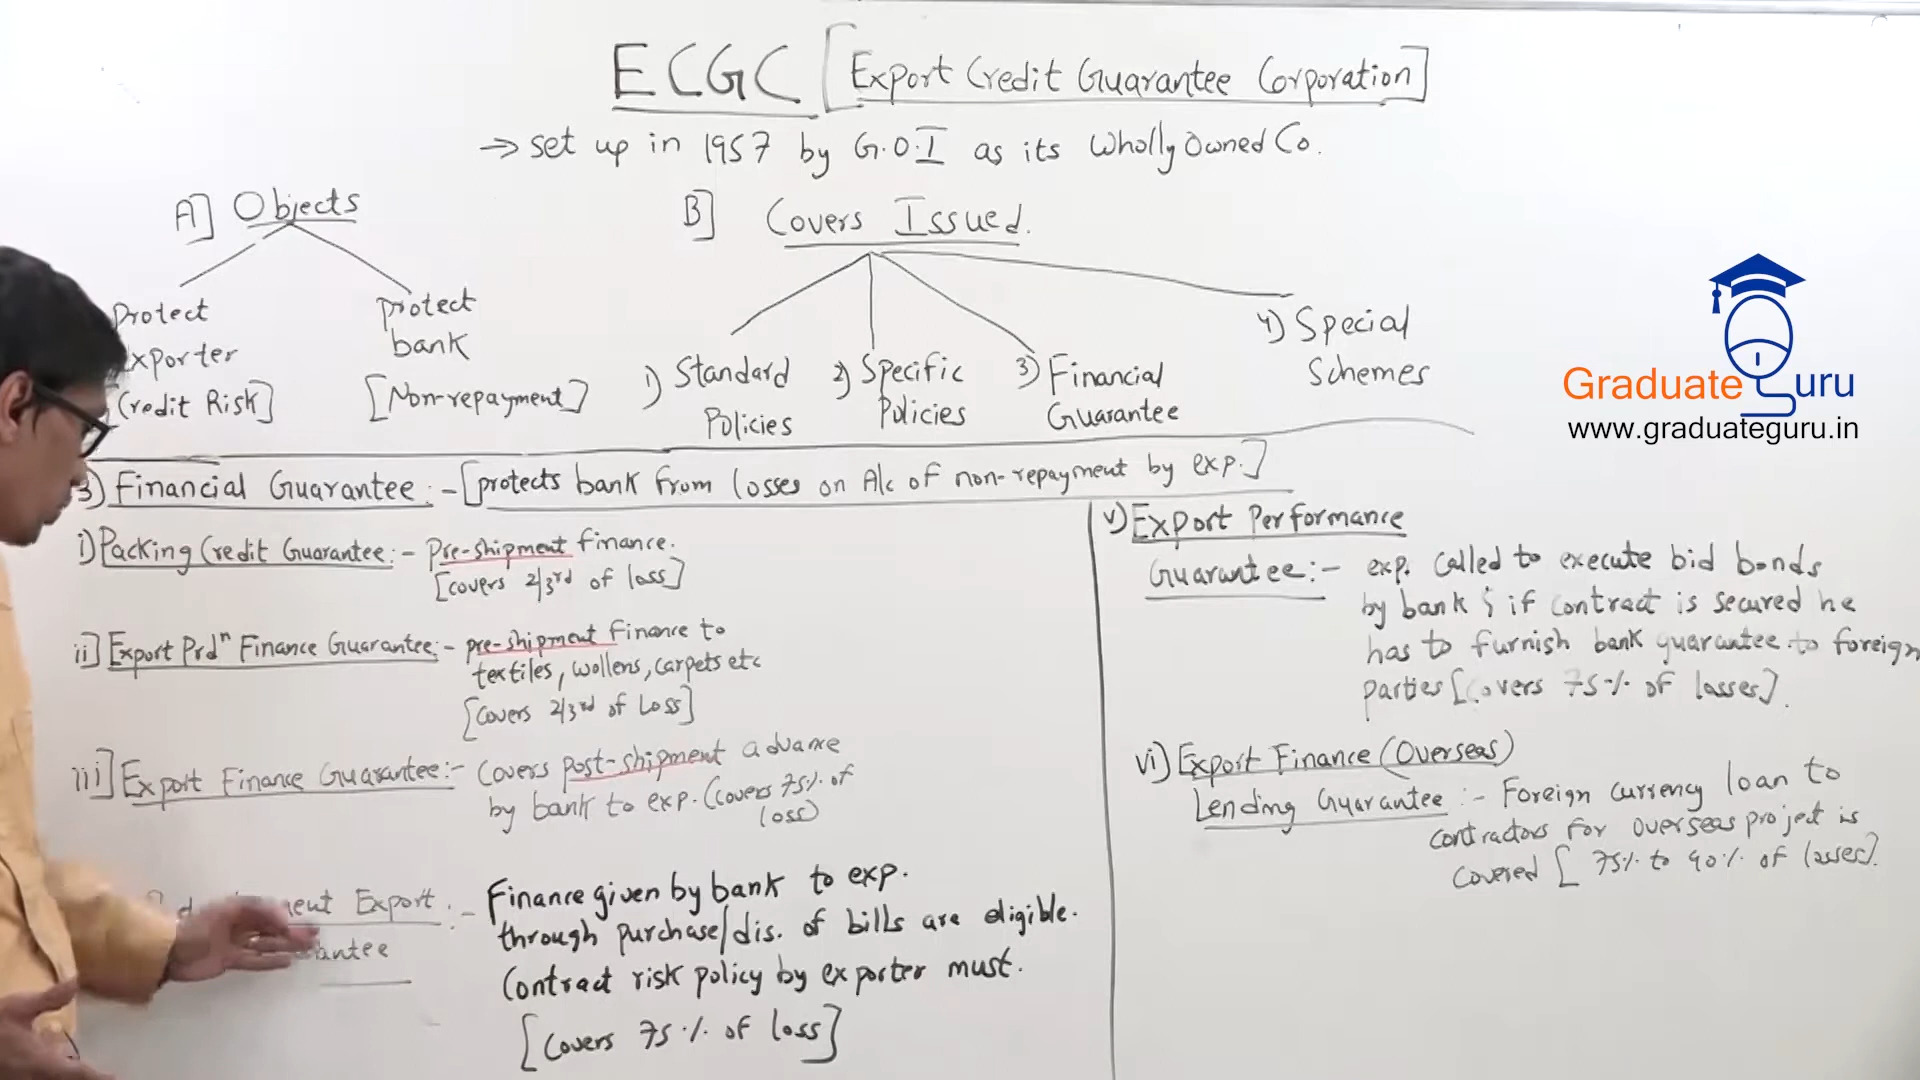 ECGC [Export Credit Guarantee Corporation]
→ set up in 1957 by G.O.I as its Wholly Owned Co.
A] Objects
Protect
exporter
[Credit Risk]
protect
bank
[Non-repayment]
B] Covers Issued.
1) Standard
Policies
2) Specific
Policies
3) Financial
Guarantee
4) Special
Schemes
Graduate Guru
www.graduateguru.in
3) Financial Guarantee :- [protects bank from losses on A/c of non-repayment by exp.]
i) Packing Credit Guarantee :- Pre-shipment finance.
[covers 2/3rd of loss]
ii] Export Prdn Finance Guarantee :- pre-shipment finance to
textiles, wollens, carpets etc
[covers 2/3rd of Loss]
iii] Export Finance Guarantee :- Covers post-shipment advance
by bank to exp. (covers 75% of
loss)
Export :- Finance given by bank to exp.
through purchase/dis. of bills are eligible.
Contract risk policy by exporter must.
[Covers 75% of loss]
v) Export Performance
Guarantee :- exp. called to execute bid bonds
by bank & if contract is secured he
has to furnish bank guarantee to foreign
parties [Covers 75% of losses].
vi) Export Finance (Overseas)
Lending Guarantee :- Foreign currency loan to
contractors for overseas project is
covered [75% to 90% of losses].